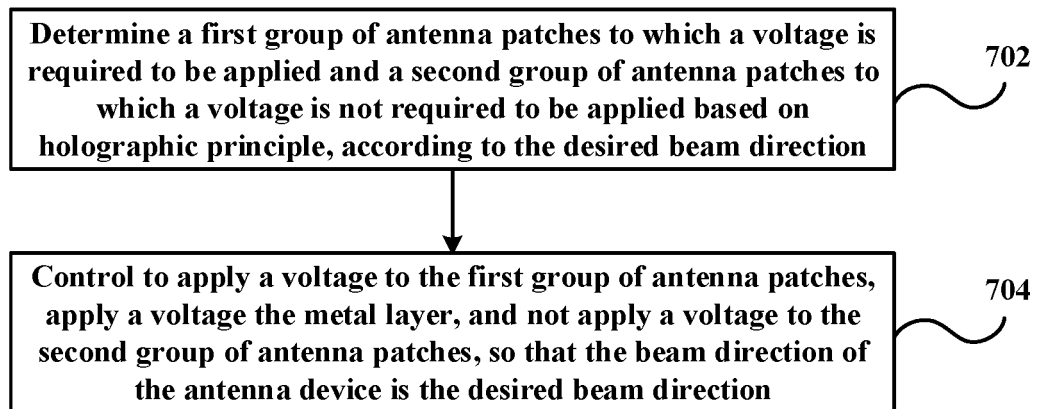 Determine a first group of antenna patches to which a voltage is
required to be applied and a second group of antenna patches to
which a voltage is not required to be applied based on
holographic principle, according to the desired beam direction
702
Control to apply a voltage to the first group of antenna patches,
apply a voltage the metal layer, and not apply a voltage to the
second group of antenna patches, so that the beam direction of
the antenna device is the desired beam direction
704